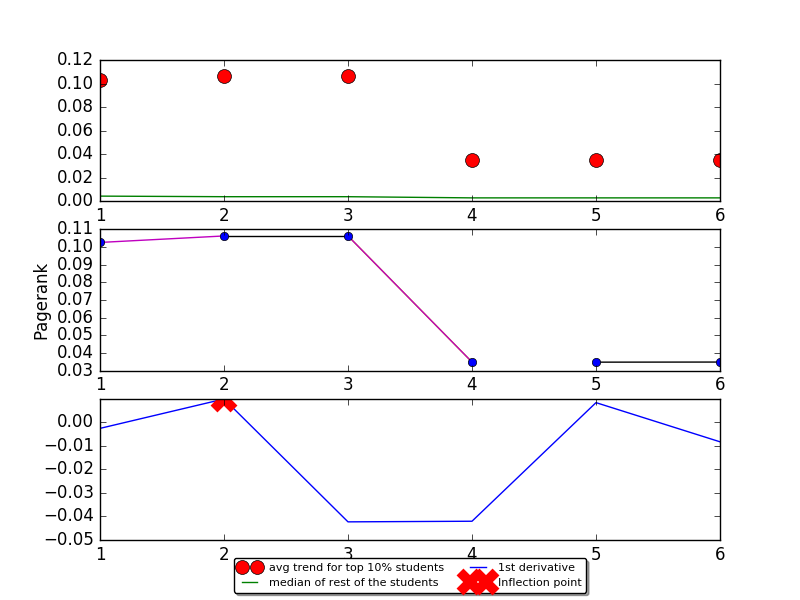 0.12
0.10
0.08
0.06
0.04
0.02
0.00
1 2 3 4 5 6
0.11
0.10
0.09
0.08
0.07
0.06
0.05
0.04
0.03
Pagerank
1 2 3 4 5 6
0.00
−0.01
−0.02
−0.03
−0.04
−0.05
1 2 3 4 5 6
avg trend for top 10% students
median of rest of the students
1st derivative
Inflection point